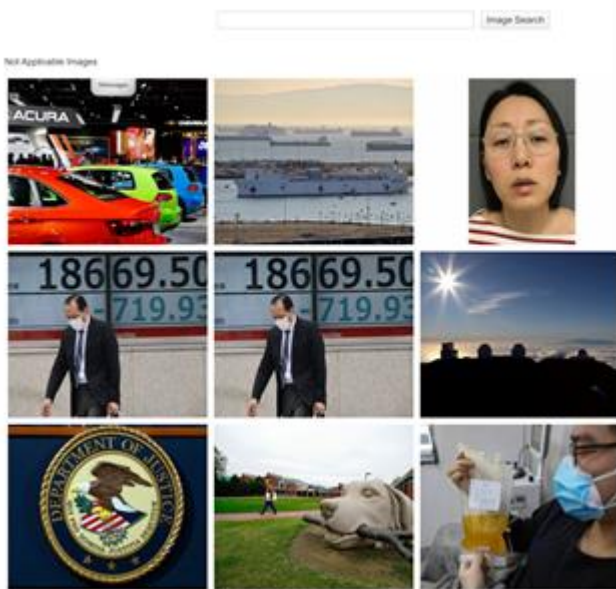 Image Search
Not Applicable Images
ACURA
18669.50
-719.93
18669.50
-719.93
DEPARTMENT OF JUSTICE